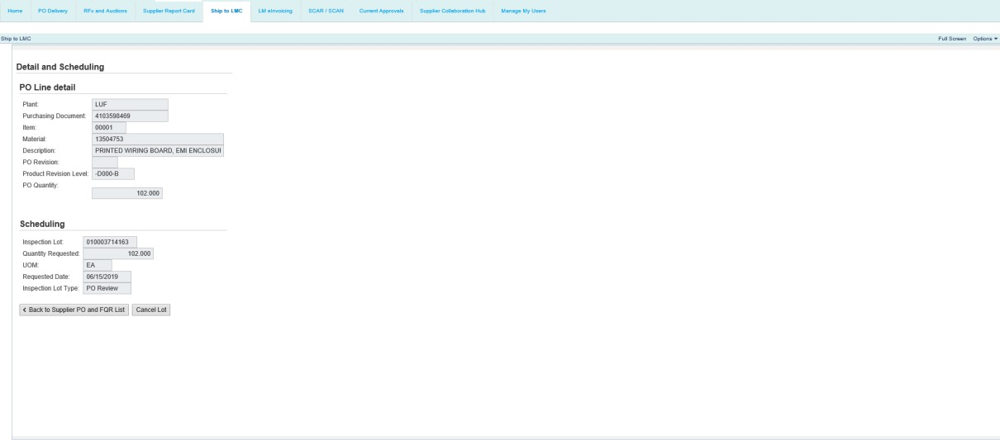 Home PO Delivery RFx and Auctions Supplier Report Card Ship to LMC LM eInvoicing SCAR / SCAN Current Approvals Supplier Collaboration Hub Manage My Users
Ship to LMC Full Screen Options
Detail and Scheduling
PO Line detail
Plant: LUF
Purchasing Document: 4103598469
Item: 00001
Material: 13504753
Description: PRINTED WIRING BOARD, EMI ENCLOSUI
PO Revision:
Product Revision Level: -D000-B
PO Quantity:
102.000
Scheduling
Inspection Lot: 010003714163
Quantity Requested: 102.000
UOM: EA
Requested Date: 06/15/2019
Inspection Lot Type: PO Review
< Back to Supplier PO and FQR List Cancel Lot